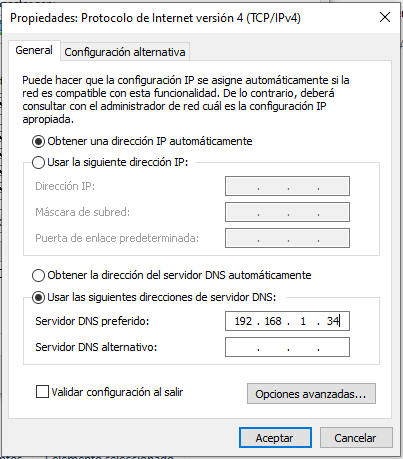 Propiedades: Protocolo de Internet versión 4 (TCP/IPv4)
General
Configuración alternativa
Puede hacer que la configuración IP se asigne automáticamente si la
red es compatible con esta funcionalidad. De lo contrario, deberá
consultar con el administrador de red cuál es la configuración IP
apropiada.
Obtener una dirección IP automáticamente
Usar la siguiente dirección IP:
Dirección IP:
Máscara de subred:
Puerta de enlace predeterminada:
Obtener la dirección del servidor DNS automáticamente
Usar las siguientes direcciones de servidor DNS:
Servidor DNS preferido: 192 . 168 . 1 . 34
Servidor DNS alternativo: . . .
Validar configuración al salir
Opciones avanzadas...
Aceptar Cancelar
1 elemento seleccionado